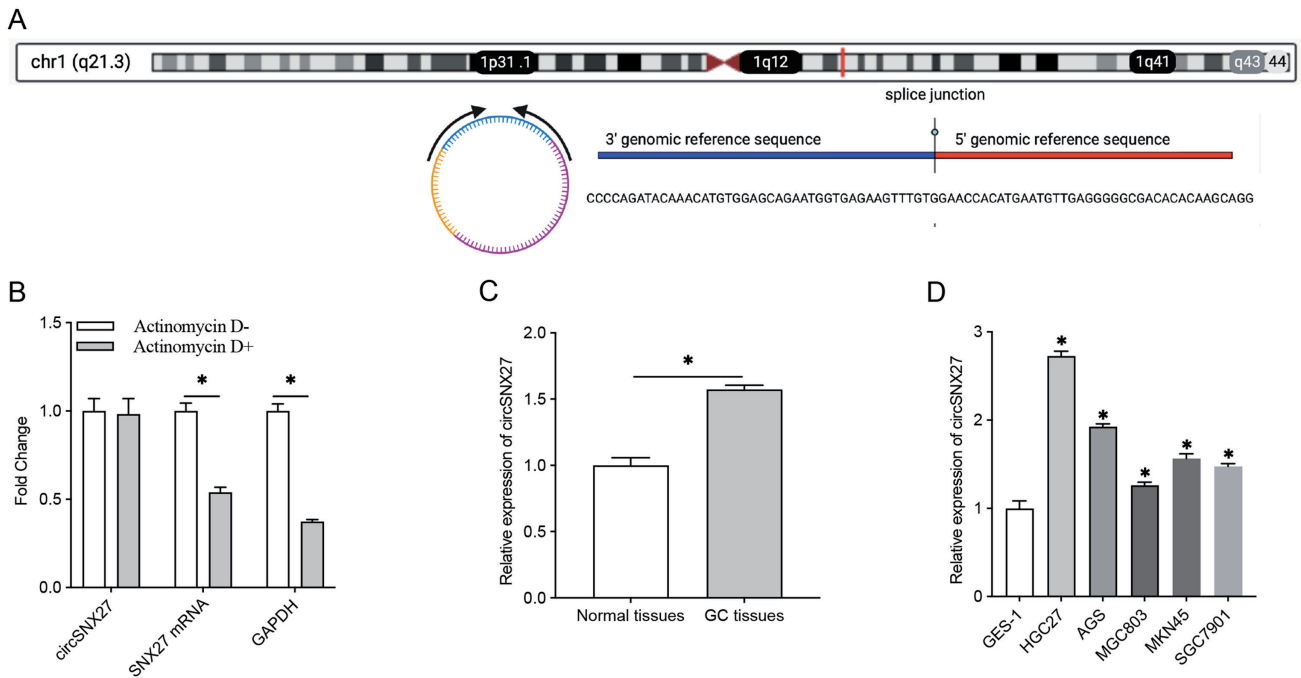 A
chr1 (q21.3)
1p31 .1
1q12
1q41
q43
44
splice junction
3' genomic reference sequence
5' genomic reference sequence
CCCCAGATACAAACATGTGGAGCAGAATGGTGAGAAGTTTGTGGAACCACATGAATGTTGAGGGGGCGACACACAAGCAGG
B
Fold Change
1.5
1.0
0.5
0.0
Actinomycin D-
Actinomycin D+
*
*
circSNX27
SNX27 mRNA
GAPDH
C
Relative expression of circSNX27
2.0
1.5
1.0
0.5
0.0
*
Normal tissues
GC tissues
D
Relative expression of circSNX27
3
2
1
0
*
*
*
*
*
GES-1
HGC27
AGS
MGC803
MKN45
SGC7901